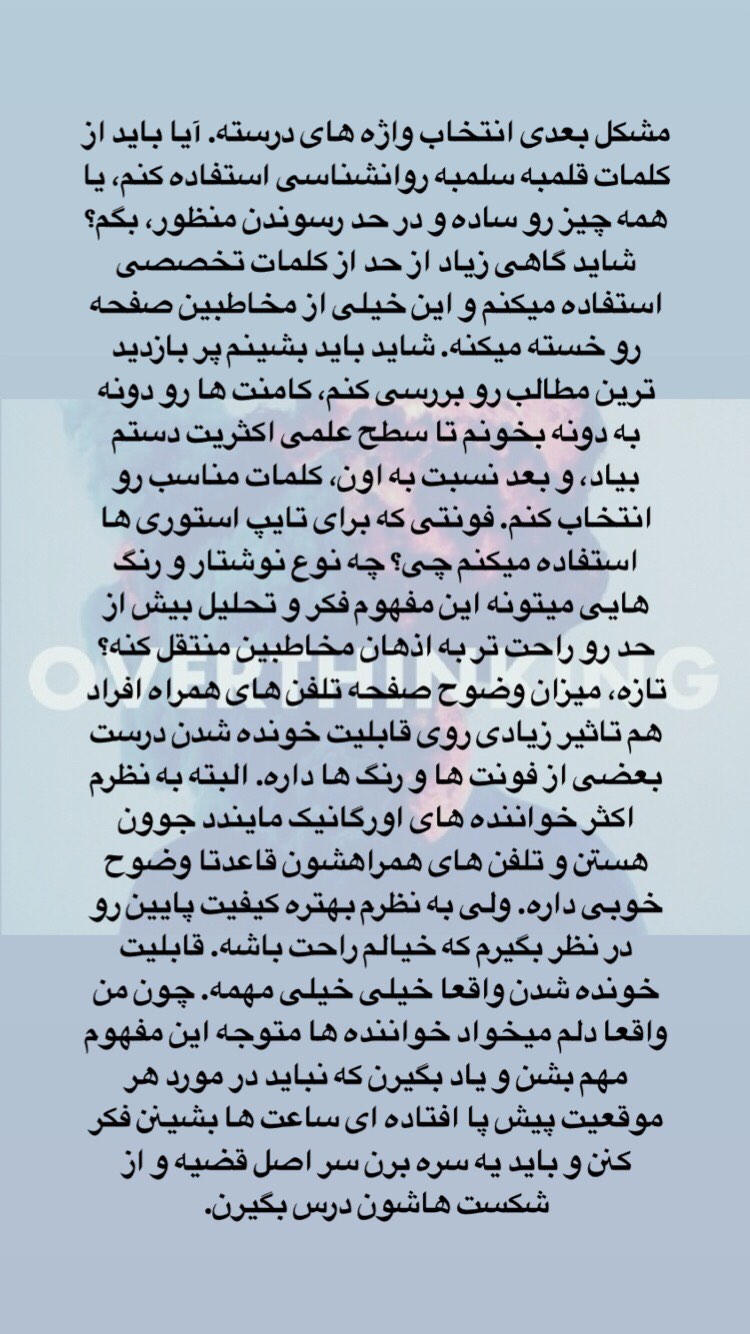 مشکل بعدی انتخاب واژه های درسته. آیا باید از
کلمات قلمبه سلمبه روانشناسی استفاده کنم، یا
همه چیز رو ساده و در حد رسوندن منظور، بگم؟
شاید گاهی زیاد از حد از کلمات تخصصی
استفاده میکنم و این خیلی از مخاطبین صفحه
رو خسته میکنه. شاید باید بشینم پر بازدید
ترین مطالب رو بررسی کنم، کامنت ها رو دونه
به دونه بخونم تا سطح علمی اکثریت دستم
بیاد، و بعد نسبت به اون، کلمات مناسب رو
انتخاب کنم. فونتی که برای تایپ استوری ها
استفاده میکنم چی؟ چه نوع نوشتار و رنگ
هایی میتونه این مفهوم فکر و تحلیل بیش از
حد رو راحت تر به اذهان مخاطبین منتقل کنه؟
OVERTHINKING
تازه، میزان وضوح صفحه تلفن های همراه افراد
هم تاثیر زیادی روی قابلیت خونده شدن درست
بعضی از فونت ها و رنگ ها داره. البته به نظرم
اکثر خواننده های اورگانیک مایندد جوون
هستن و تلفن های همراهشون قاعدتا وضوح
خوبی داره. ولی به نظرم بهتره کیفیت پایین رو
در نظر بگیرم که خیالم راحت باشه. قابلیت
خونده شدن واقعا خیلی خیلی مهمه. چون من
واقعا دلم میخواد خواننده ها متوجه این مفهوم
مهم بشن و یاد بگیرن که نباید در مورد هر
موقعیت پیش پا افتاده ای ساعت ها بشینن فکر
کنن و باید یه سره برن سر اصل قضیه و از
شکست هاشون درس بگیرن.